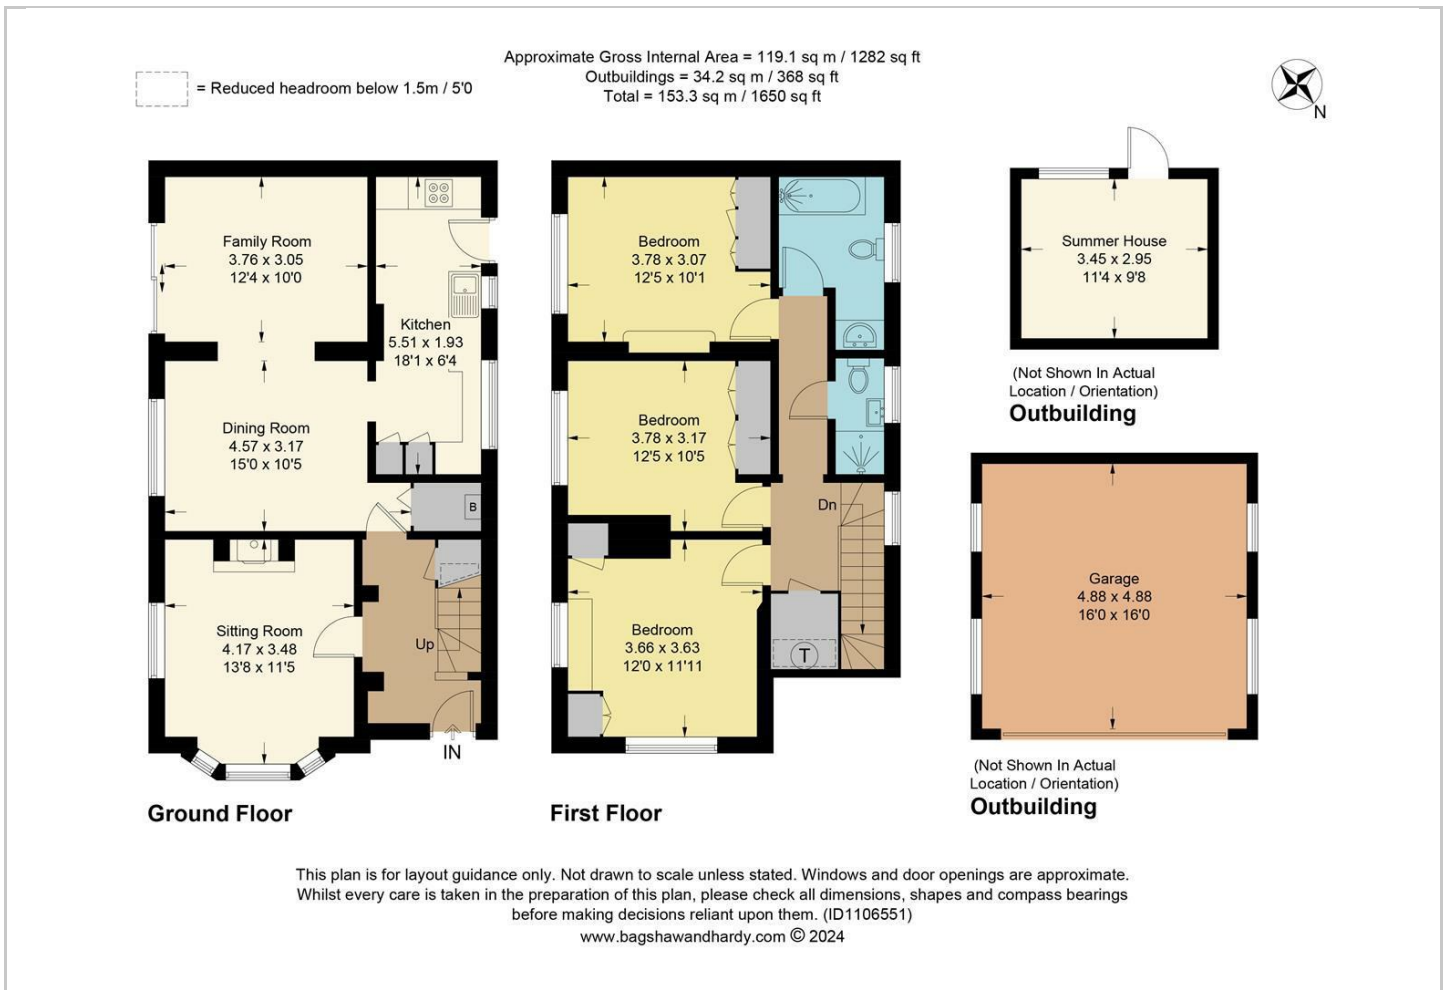 Approximate Gross Internal Area = 119.1 sq m / 1282 sq ft
Outbuildings = 34.2 sq m / 368 sq ft
Total = 153.3 sq m / 1650 sq ft
= Reduced headroom below 1.5m / 5'0
N
Family Room
3.76 x 3.05
12'4 x 10'0
Kitchen
5.51 x 1.93
18'1 x 6'4
Dining Room
4.57 x 3.17
15'0 x 10'5
B
Sitting Room
4.17 x 3.48
13'8 x 11'5
Up
IN
Ground Floor
Bedroom
3.78 x 3.07
12'5 x 10'1
Bedroom
3.78 x 3.17
12'5 x 10'5
Dn
Bedroom
3.66 x 3.63
12'0 x 11'11
T
First Floor
Summer House
3.45 x 2.95
11'4 x 9'8
(Not Shown In Actual
Location / Orientation)
Outbuilding
Garage
4.88 x 4.88
16'0 x 16'0
(Not Shown In Actual
Location / Orientation)
Outbuilding
This plan is for layout guidance only. Not drawn to scale unless stated. Windows and door openings are approximate.
Whilst every care is taken in the preparation of this plan, please check all dimensions, shapes and compass bearings
before making decisions reliant upon them. (ID1106551)
www.bagshawandhardy.com © 2024